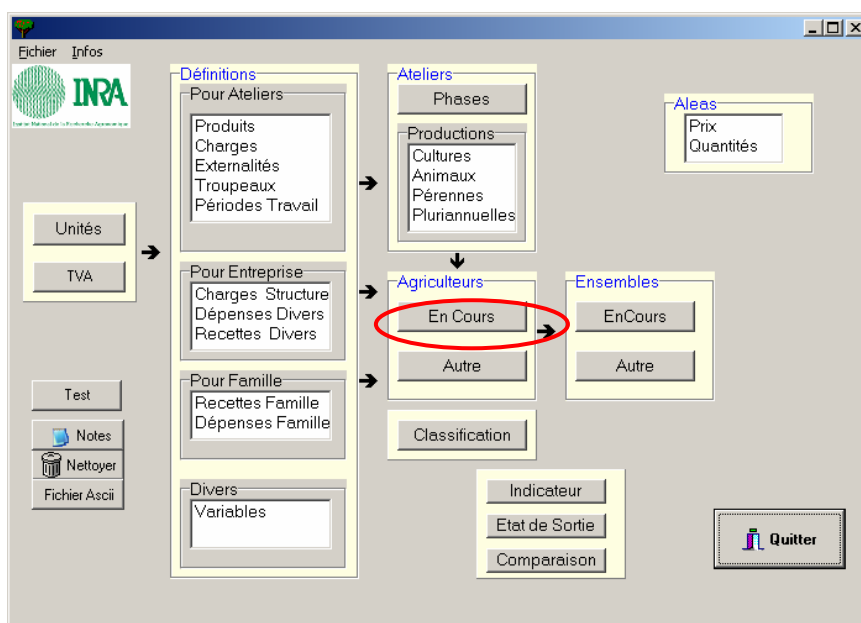 Fichier Infos
INRA
Définitions
Pour Ateliers
Produits
Charges
Externalités
Troupeaux
Périodes Travail
Pour Entreprise
Charges Structure
Dépenses Divers
Recettes Divers
Pour Famille
Recettes Famille
Dépenses Famille
Divers
Variables
Unités
TVA
Test
Notes
Nettoyer
Fichier Ascii
Ateliers
Phases
Productions
Cultures
Animaux
Pérennes
Pluriannuelles
Agriculteurs
En Cours
Autre
Classification
Ensembles
EnCours
Autre
Aleas
Prix
Quantités
Indicateur
Etat de Sortie
Comparaison
Quitter